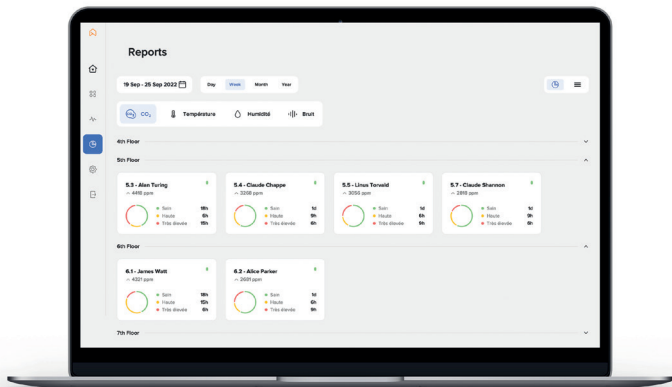 Reports
19 Sep - 25 Sep 2022 Day Week Month Year
CO₂ Température Humidité Bruit
4th Floor
5th Floor
5.3 - Alan Turing
4416 ppm
Sain 18h
Haute 6h
Très élevée 15h
5.4 - Claude Chappe
3358 ppm
Sain 1d
Haute 9h
Très élevée 6h
5.5 - Linus Torvald
3056 ppm
Sain 1d
Haute 6h
Très élevée 9h
5.7 - Claude Shannon
2818 ppm
Sain 1d
Haute 9h
Très élevée 6h
6th Floor
6.1 - James Watt
4321 ppm
Sain 18h
Haute 15h
Très élevée 6h
6.2 - Alice Parker
2691 ppm
Sain 1d
Haute 6h
Très élevée 9h
7th Floor